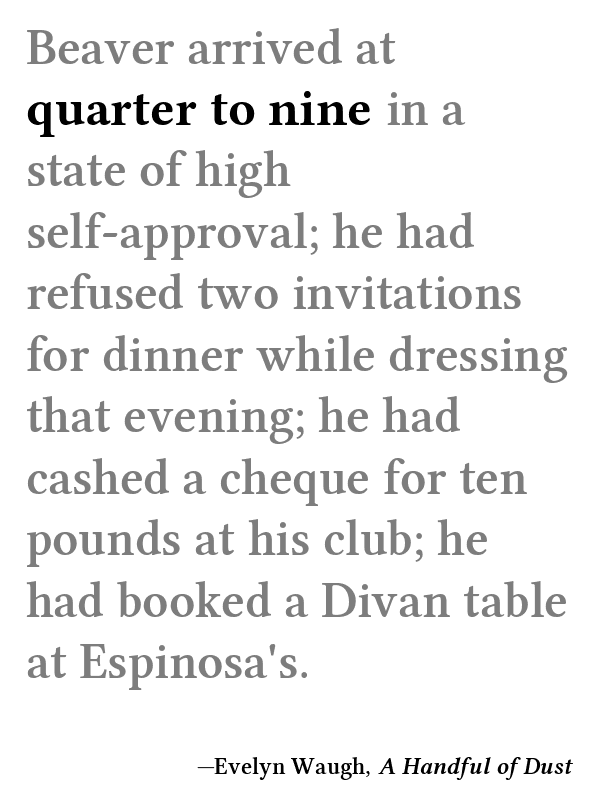 Beaver arrived at
quarter to nine in a
state of high
self-approval; he had
refused two invitations
for dinner while dressing
that evening; he had
cashed a cheque for ten
pounds at his club; he
had booked a Divan table
at Espinosa's.
—Evelyn Waugh, A Handful of Dust